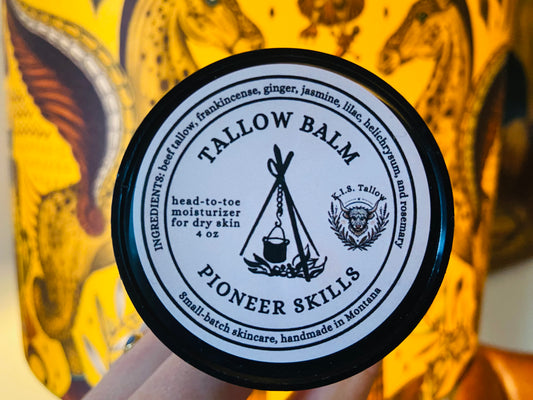 INGREDIENTS: beef tallow, frankincense, ginger, jasmine, lilac, helichrysum, and rosemary
TALLOW BALM
head-to-toe
moisturizer
for dry skin
4 oz
K.I.S. Tallow
PIONEER SKILLS
Small-batch skincare, handmade in Montana